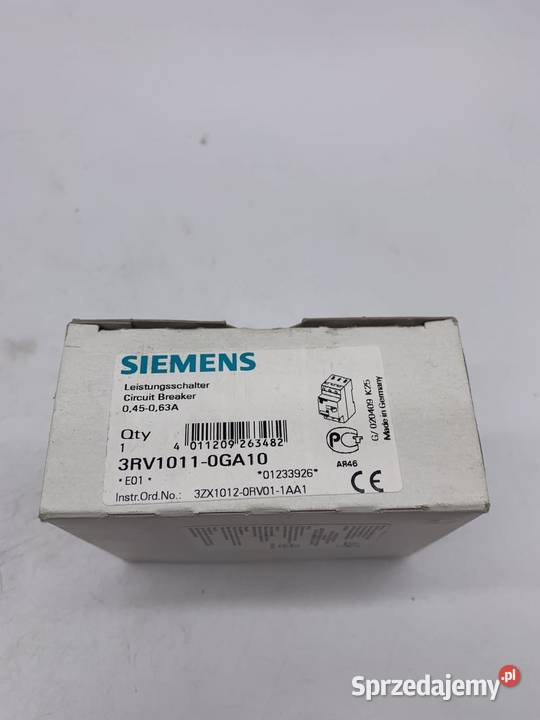 SIEMENS
Leistungsschalter
Circuit Breaker
0,45-0,63A
Qty
1
4 011209 263482
3RV1011-0GA10
*E01*
*01233926*
Instr.Ord.No.: 3ZX1012-0RV01-1AA1
AR46
G/ 020409 K25
Made in Germany
CE
Sprzedajemy.pl